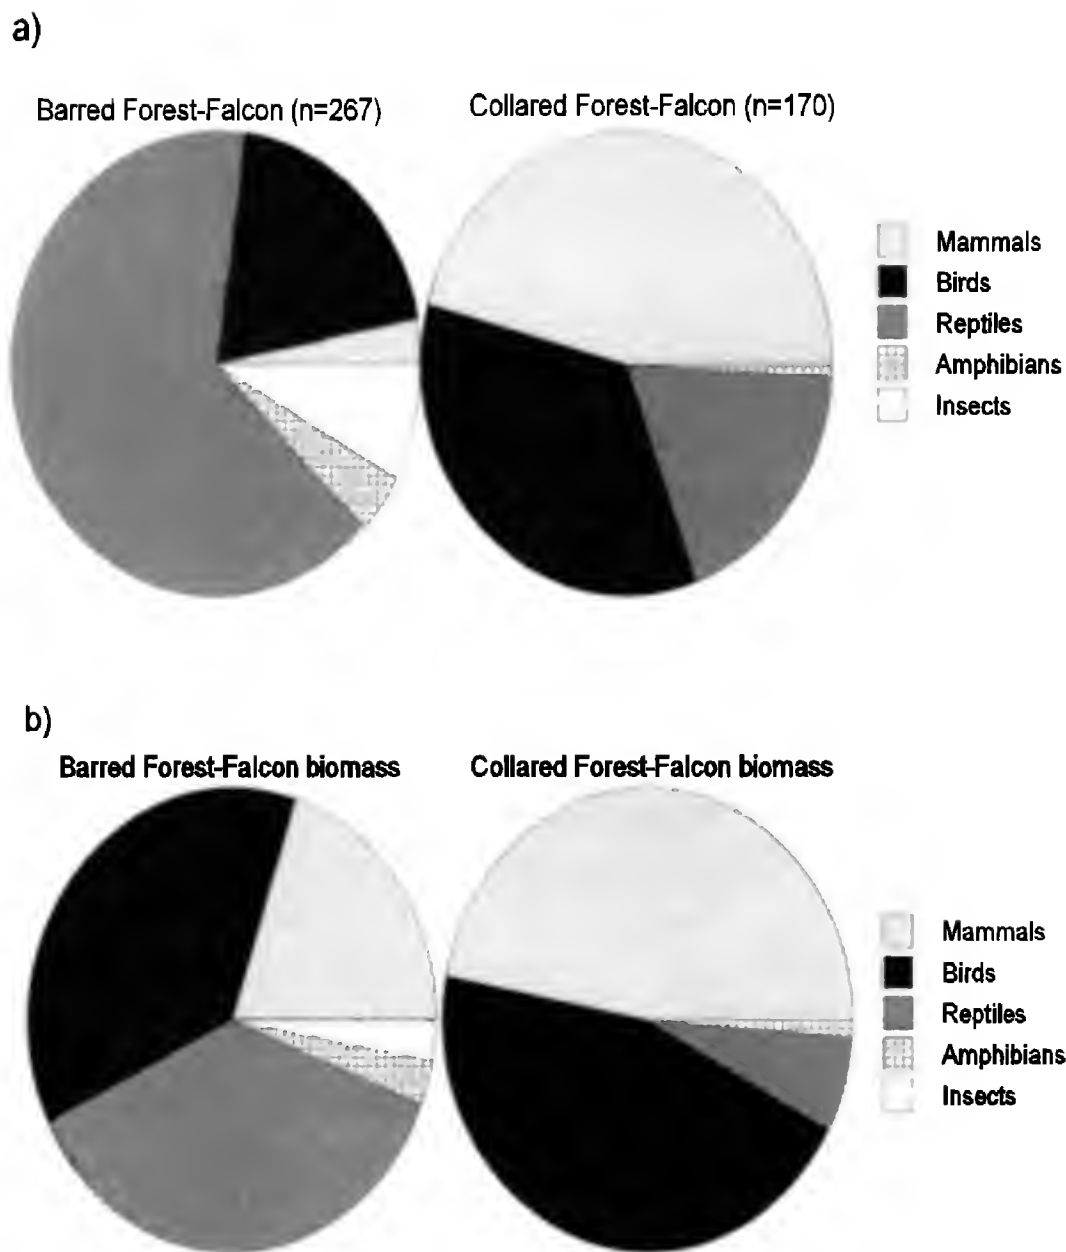 a)
Barred Forest-Falcon (n=267)
Collared Forest-Falcon (n=170)
Mammals
Birds
Reptiles
Amphibians
Insects
b)
Barred Forest-Falcon biomass
Collared Forest-Falcon biomass
Mammals
Birds
Reptiles
Amphibians
Insects